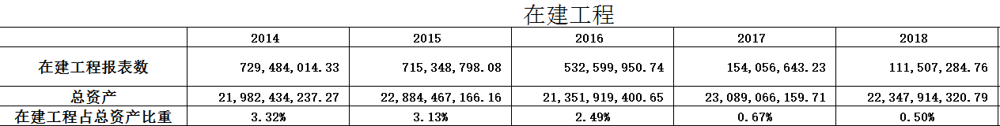 在建工程
2014 2015 2016 2017 2018
在建工程报表数 729,484,014.33 715,348,798.08 532,599,950.74 154,056,643.23 111,507,284.76
总资产 21,982,434,237.27 22,884,467,166.16 21,351,919,400.65 23,089,066,159.71 22,347,914,320.79
在建工程占总资产比重 3.32% 3.13% 2.49% 0.67% 0.50%